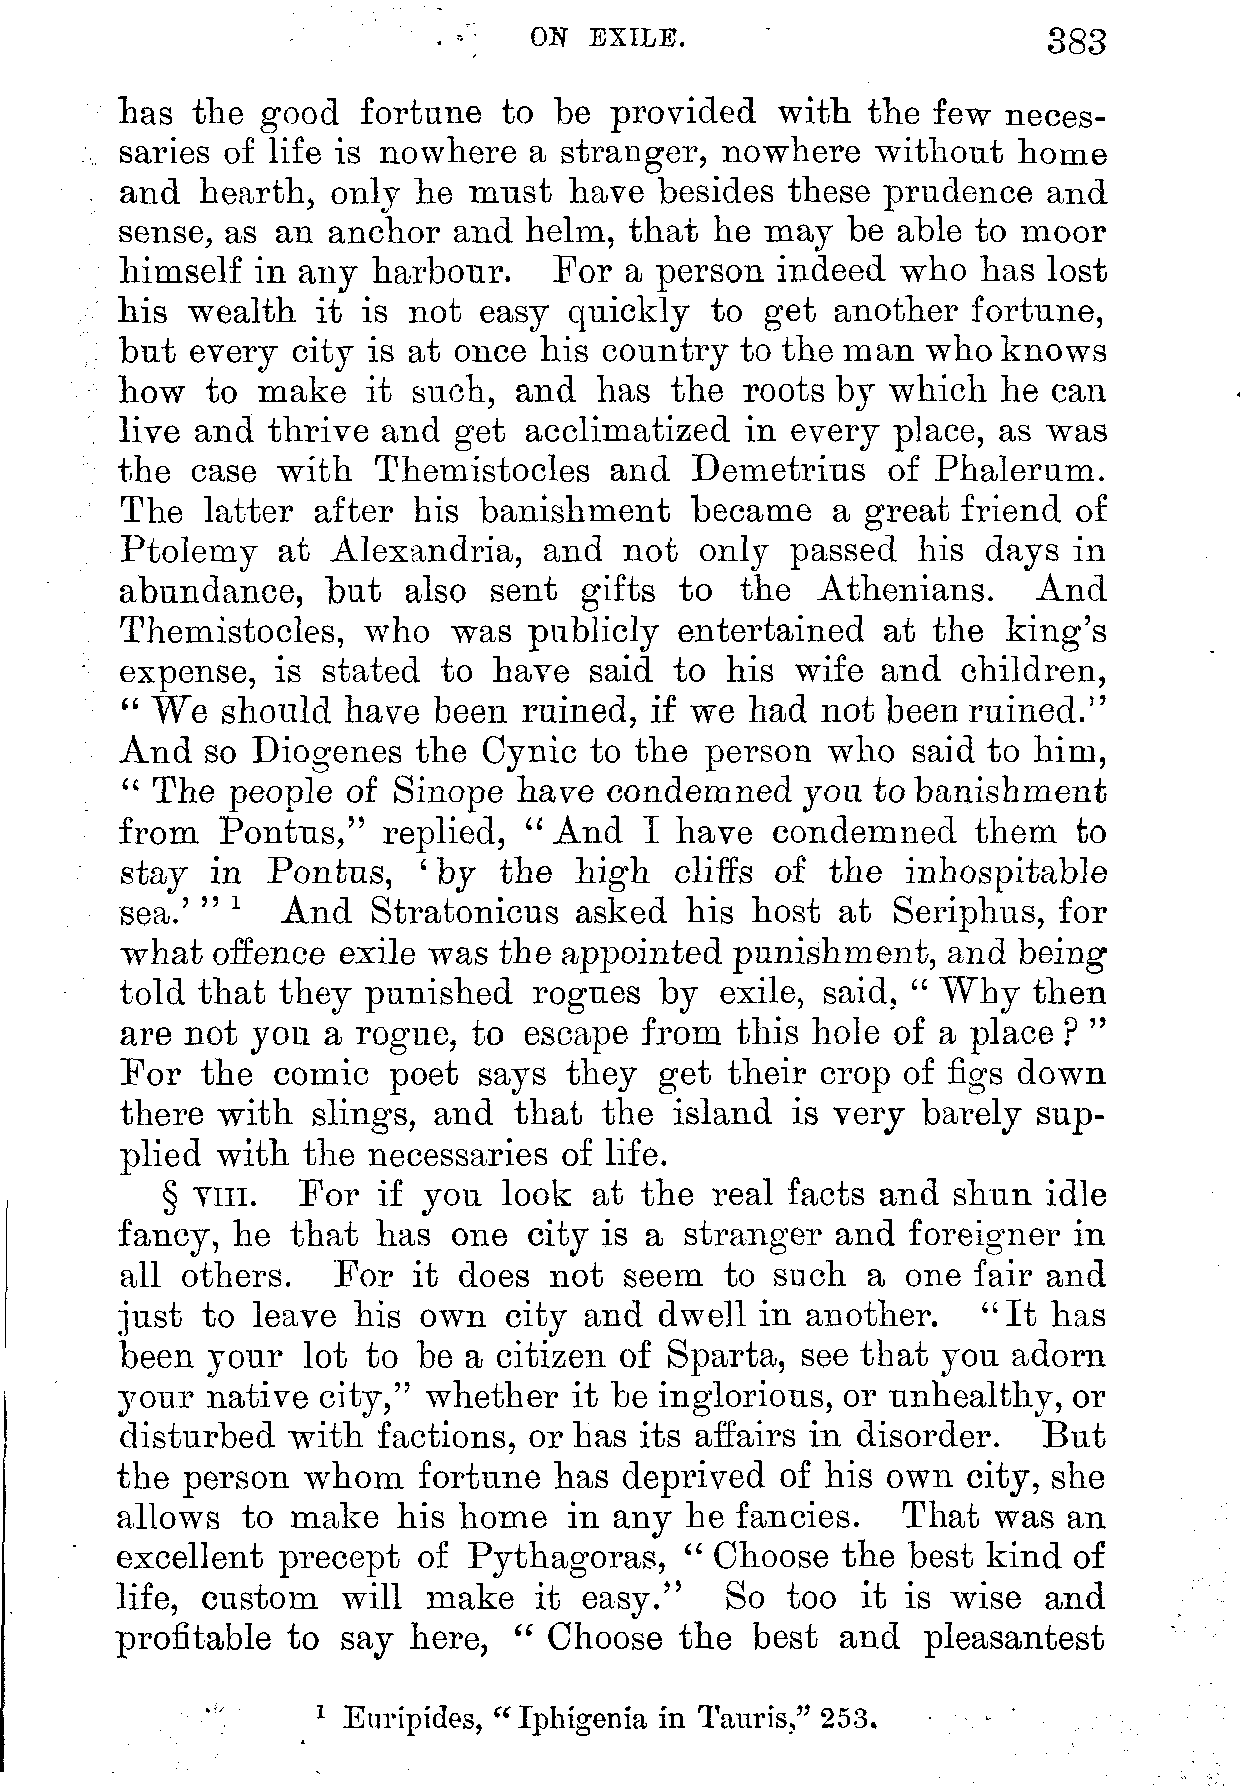 ON EXILE. 383
has the good fortune to be provided with the few neces-
saries of life is nowhere a stranger, nowhere without home
and hearth, only he must have besides these prudence and
sense, as an anchor and helm, that he may be able to moor
himself in any harbour. For a person indeed who has lost
his wealth it is not easy quickly to get another fortune,
but every city is at once his country to the man who knows
how to make it such, and has the roots by which he can
live and thrive and get acclimatized in every place, as was
the case with Themistocles and Demetrius of Phalerum.
The latter after his banishment became a great friend of
Ptolemy at Alexandria, and not only passed his days in
abundance, but also sent gifts to the Athenians. And
Themistocles, who was publicly entertained at the king's
expense, is stated to have said to his wife and children,
“ We should have been ruined, if we had not been ruined.”
And so Diogenes the Cynic to the person who said to him,
“ The people of Sinope have condemned you to banishment
from Pontus,” replied, “ And I have condemned them to
stay in Pontus, ‘ by the high cliffs of the inhospitable
sea.’ ” ¹ And Stratonicus asked his host at Seriphus, for
what offence exile was the appointed punishment, and being
told that they punished rogues by exile, said, “ Why then
are not you a rogue, to escape from this hole of a place ? ”
For the comic poet says they get their crop of figs down
there with slings, and that the island is very barely sup-
plied with the necessaries of life.
§ VIII. For if you look at the real facts and shun idle
fancy, he that has one city is a stranger and foreigner in
all others. For it does not seem to such a one fair and
just to leave his own city and dwell in another. “It has
been your lot to be a citizen of Sparta, see that you adorn
your native city,” whether it be inglorious, or unhealthy, or
disturbed with factions, or has its affairs in disorder. But
the person whom fortune has deprived of his own city, she
allows to make his home in any he fancies. That was an
excellent precept of Pythagoras, “ Choose the best kind of
life, custom will make it easy.” So too it is wise and
profitable to say here, “ Choose the best and pleasantest
¹ Euripides, “ Iphigenia in Tauris,” 253.